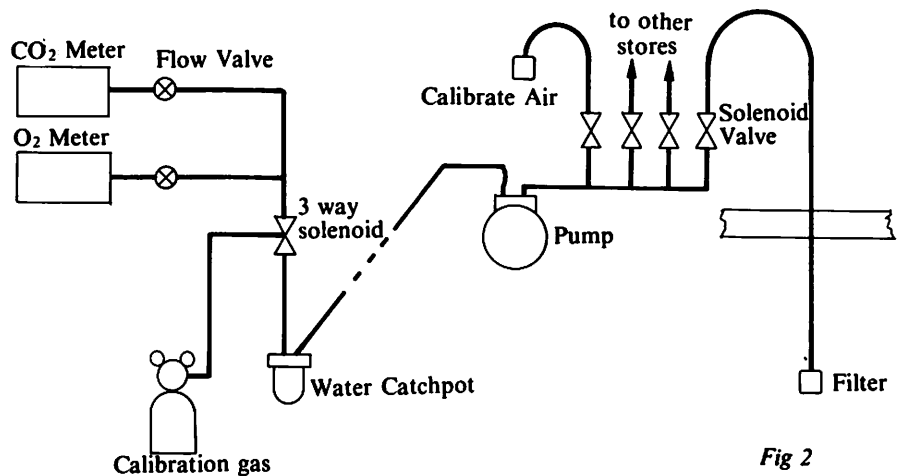 CO₂ Meter
Flow Valve
O₂ Meter
3 way
solenoid
Calibration gas
Water Catchpot
Pump
Calibrate Air
to other
stores
Solenoid
Valve
Filter
Fig 2